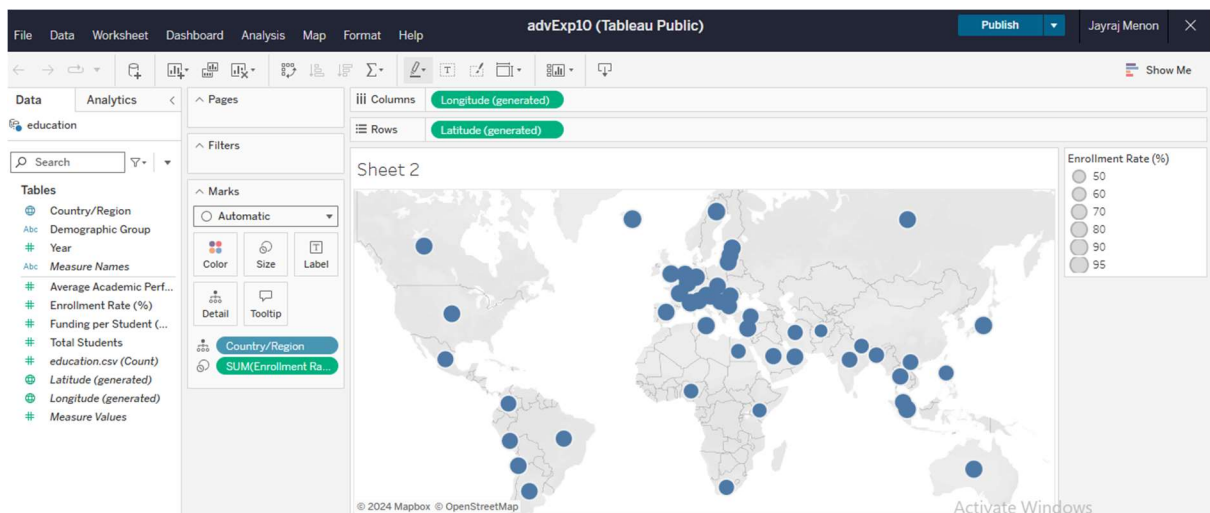 advExp10 (Tableau Public)
Publish
Jayraj Menon
File Data Worksheet Dashboard Analysis Map Format Help
Show Me
Data Analytics
education
Search
Tables
Country/Region
Abc Demographic Group
# Year
Abc Measure Names
# Average Academic Perf...
# Enrollment Rate (%)
# Funding per Student (...
# Total Students
# education.csv (Count)
Latitude (generated)
Longitude (generated)
# Measure Values
Pages
Filters
Marks
Automatic
Color Size Label
Detail Tooltip
Country/Region
SUM(Enrollment Ra...
iii Columns Longitude (generated)
Rows Latitude (generated)
Sheet 2
© 2024 Mapbox © OpenStreetMap
Enrollment Rate (%)
50
60
70
80
90
95
Activate Windows